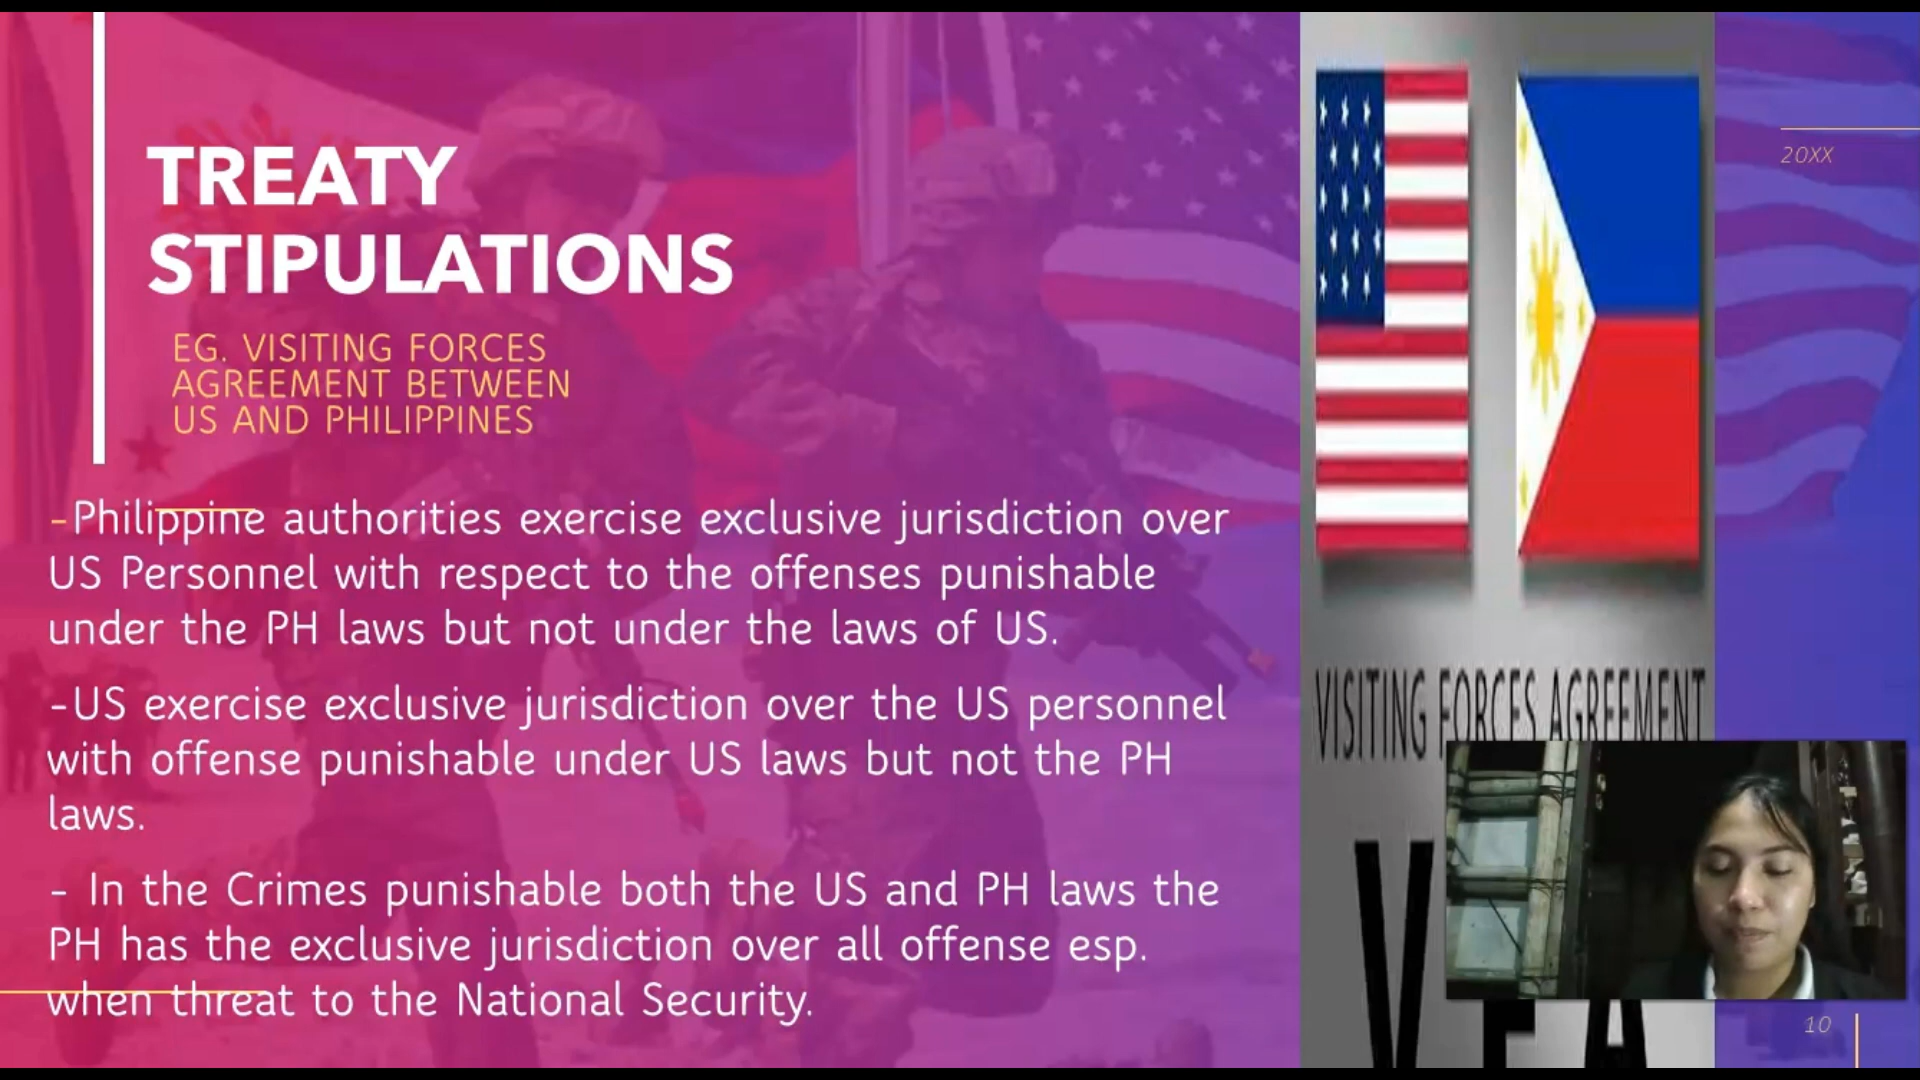 TREATY
STIPULATIONS
EG. VISITING FORCES
AGREEMENT BETWEEN
US AND PHILIPPINES
-Philippine authorities exercise exclusive jurisdiction over
US Personnel with respect to the offenses punishable
under the PH laws but not under the laws of US.
-US exercise exclusive jurisdiction over the US personnel
with offense punishable under US laws but not the PH
laws.
- In the Crimes punishable both the US and PH laws the
PH has the exclusive jurisdiction over all offense esp.
when threat to the National Security.
VISITING FORCES AGREEMENT
VFA
20XX
10